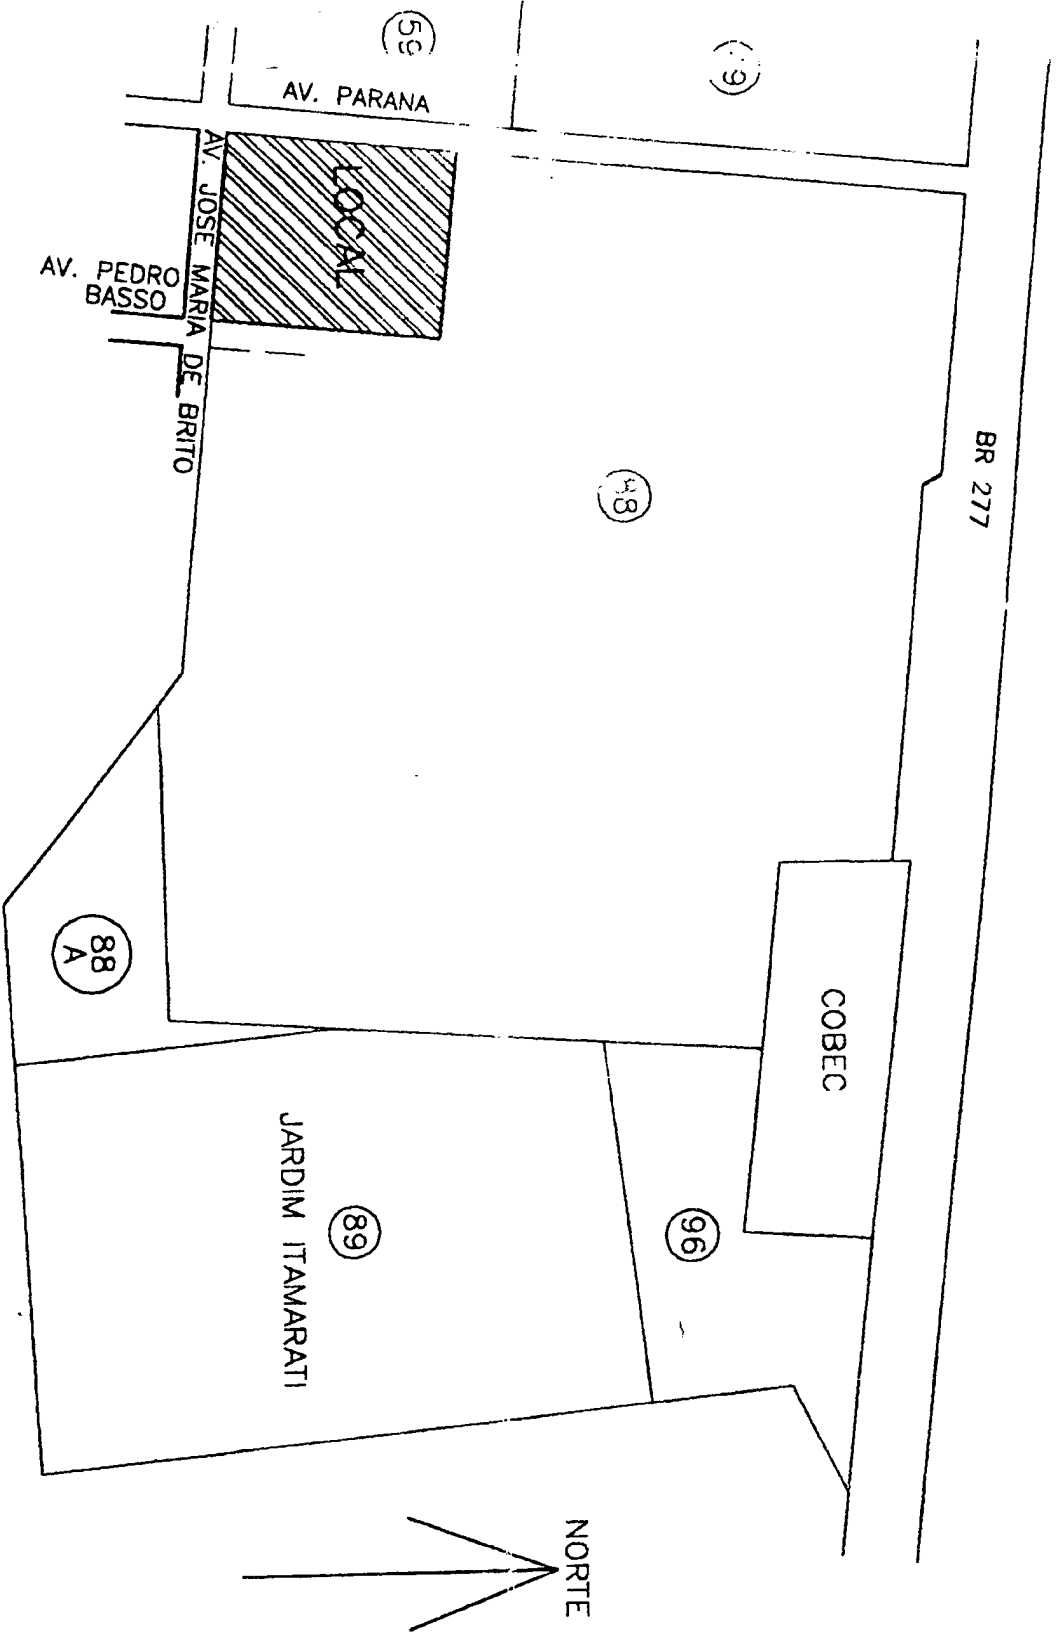 BR 277
59
AV. PARANA
LOCAL
AV. JOSE MARIA DE BRITO
AV. PEDRO
BASSO
COBEC
96
89
JARDIM ITAMARATI
88
A
NORTE